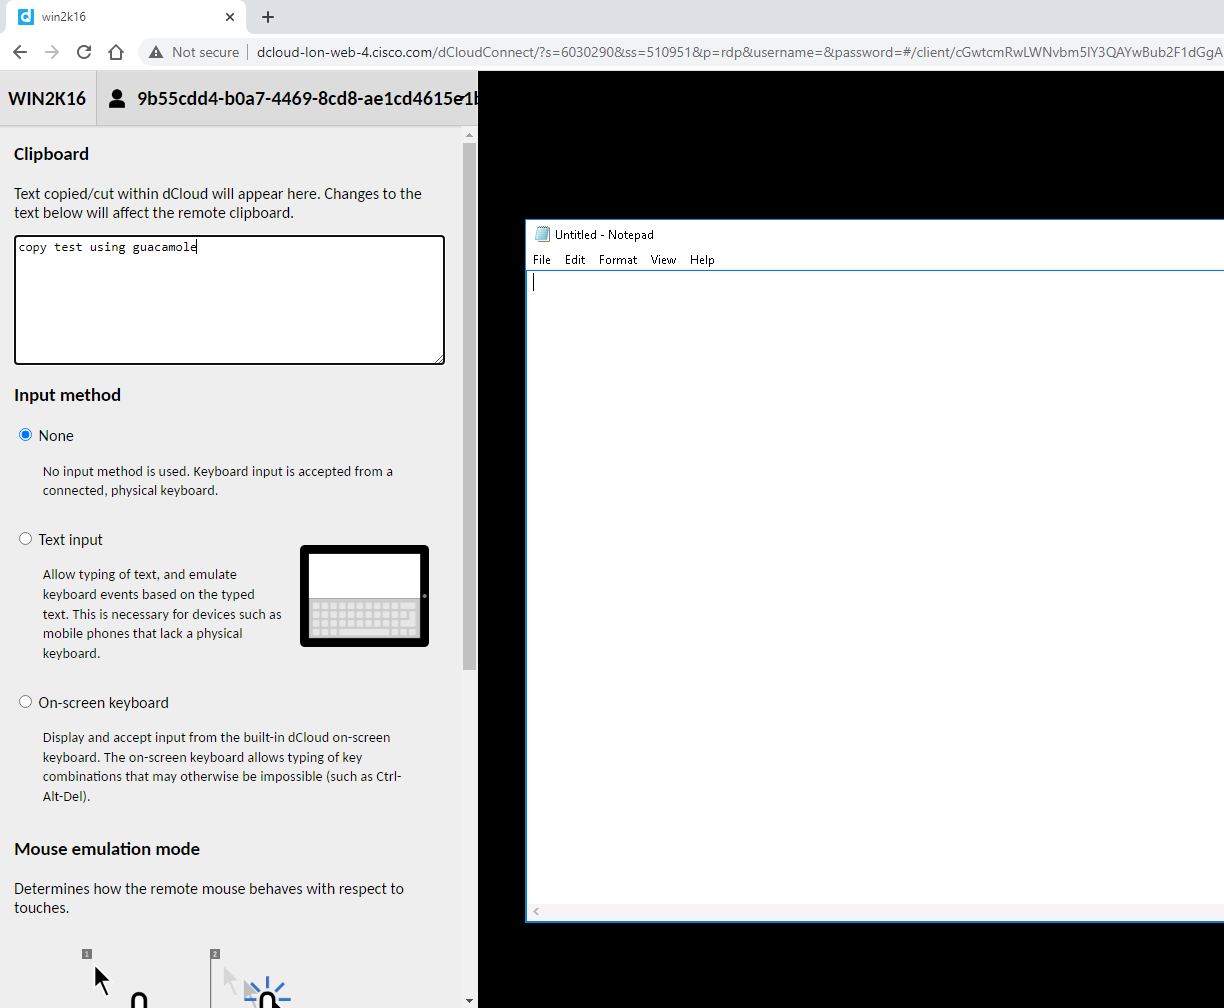 win2k16
Not secure
dcloud-lon-web-4.cisco.com/dCloudConnect/?s=6030290&ss=510951&p=rdp&username=&password=#/client/
WIN2K16
9b55cdd4-b0a7-4469-8cd8-ae1cd4615e1b
Clipboard
Text copied/cut within dCloud will appear here. Changes to the
text below will affect the remote clipboard.
copy test using guacamole
Input method
None
No input method is used. Keyboard input is accepted from a
connected, physical keyboard.
Text input
Allow typing of text, and emulate
keyboard events based on the typed
text. This is necessary for devices such as
mobile phones that lack a physical
keyboard.
On-screen keyboard
Display and accept input from the built-in dCloud on-screen
keyboard. The on-screen keyboard allows typing of key
combinations that may otherwise be impossible (such as Ctrl-
Alt-Del).
Mouse emulation mode
Determines how the remote mouse behaves with respect to
touches.
1
2
Untitled - Notepad
File Edit Format View Help